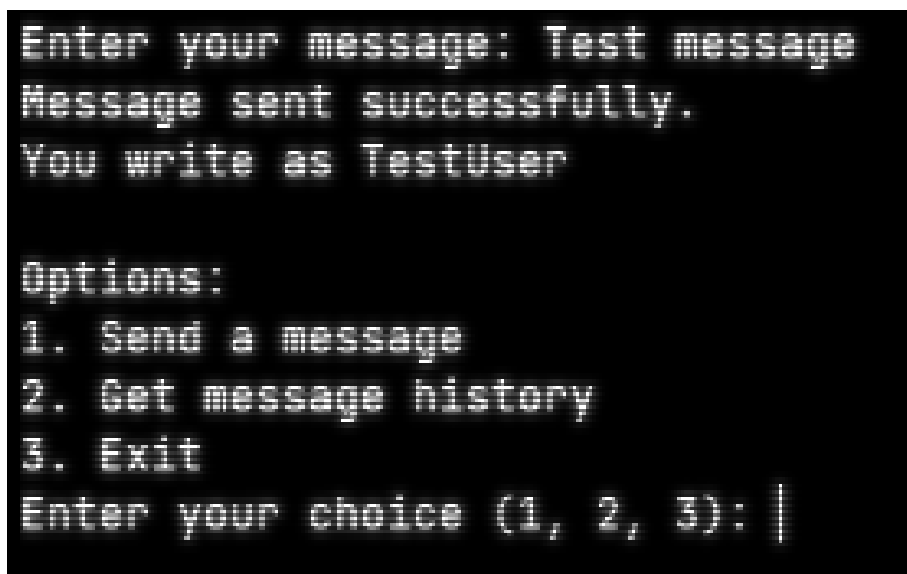 Enter your message: Test message
Message sent successfully.
You write as TestUser
Options:
1. Send a message
2. Get message history
3. Exit
Enter your choice (1, 2, 3):